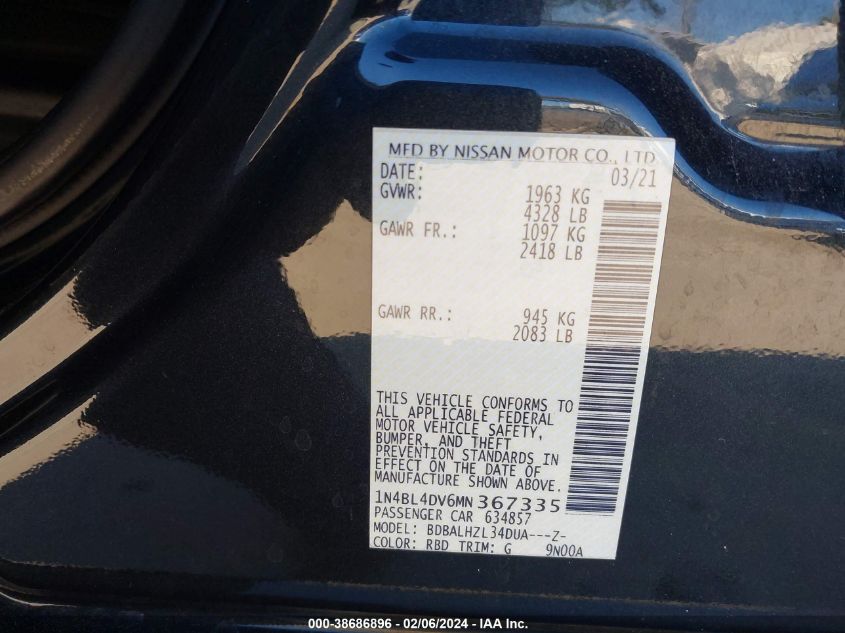 MFD BY NISSAN MOTOR CO., LTD
DATE: 03/21
GVWR: 1963 KG
4328 LB
GAWR FR.: 1097 KG
2418 LB
GAWR RR.: 945 KG
2083 LB
THIS VEHICLE CONFORMS TO
ALL APPLICABLE FEDERAL
MOTOR VEHICLE SAFETY,
BUMPER, AND THEFT
PREVENTION STANDARDS IN
EFFECT ON THE DATE OF
MANUFACTURE SHOWN ABOVE.
1N4BL4DV6MN367335
PASSENGER CAR 634857
MODEL: BDBALHZL34DUA---Z-
COLOR: RBD TRIM: G 9N00A
000-38686896 - 02/06/2024 - IAA Inc.